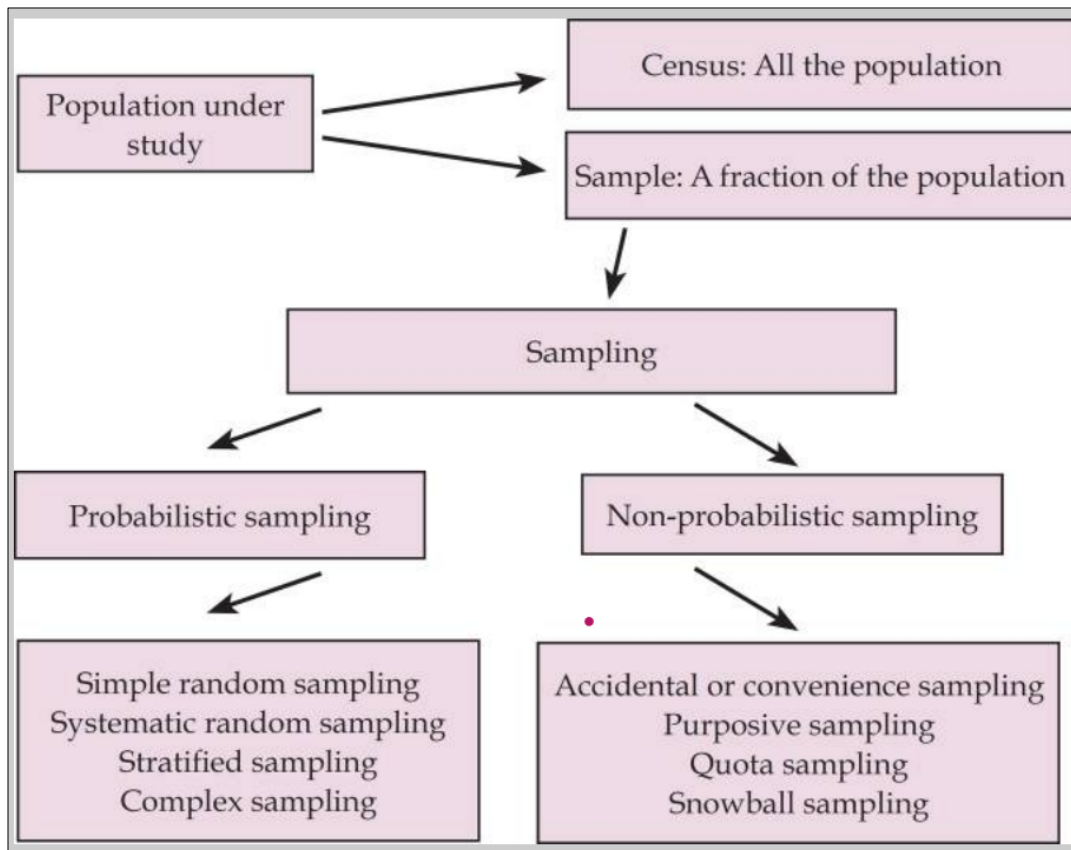 Population under
study
Census: All the population
Sample: A fraction of the population
Sampling
Probabilistic sampling
Non-probabilistic sampling
Simple random sampling
Systematic random sampling
Stratified sampling
Complex sampling
Accidental or convenience sampling
Purposive sampling
Quota sampling
Snowball sampling